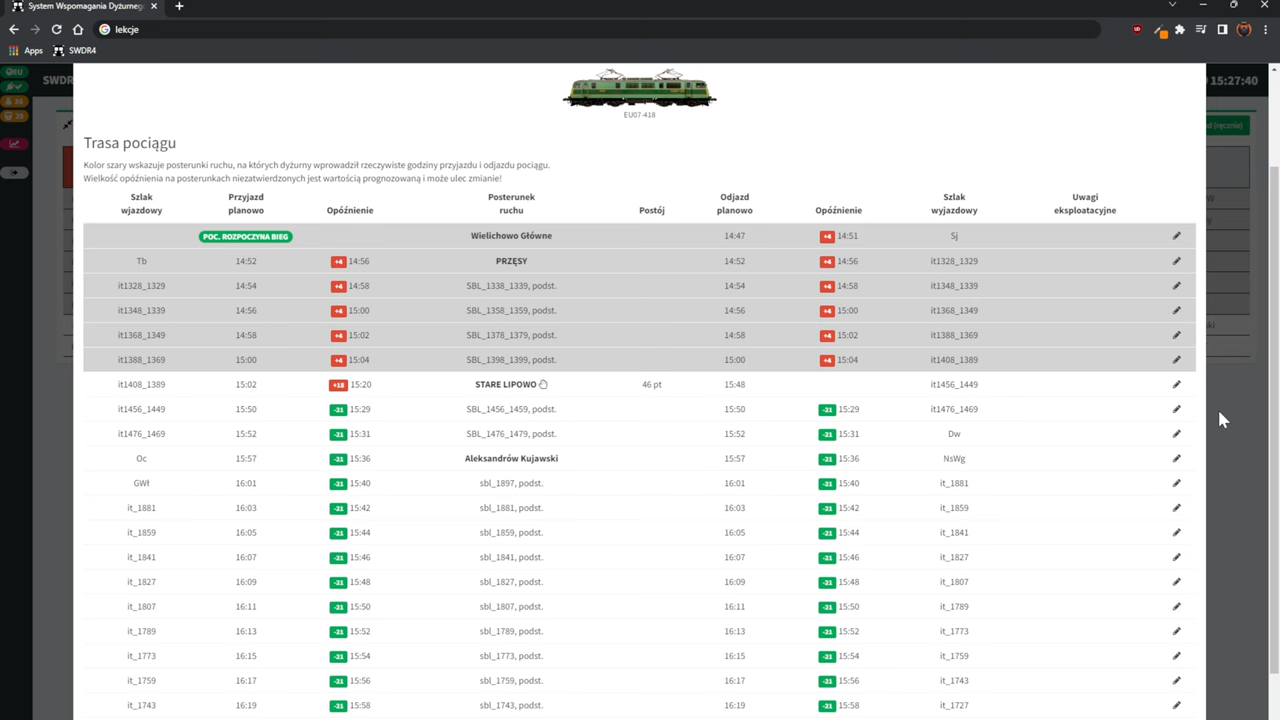 System Wspomagania Dyżurneg
lekcje
Apps SWDR4
EU
SWDR
15:27:40
36
39
sd (ręcznie)
EU07-418
Trasa pociągu
Kolor szary wskazuje posterunki ruchu, na których dyżurny wprowadził rzeczywiste godziny przyjazdu i odjazdu pociągu.
Wielkość opóźnienia na posterunkach niezatwierdzonych jest wartością prognozowaną i może ulec zmianie!
Szlak wjazdowy Przyjazd planowo Opóźnienie Posterunek ruchu Postój Odjazd planowo Opóźnienie Szlak wyjazdowy Uwagi eksploatacyjne
POC. ROZPOCZYNA BIEG Wielichowo Główne 14:47 +4 14:51 Sj
Tb 14:52 +4 14:56 PRZĘSY 14:52 +4 14:56 it1328_1329
it1328_1329 14:54 +4 14:58 SBL_1338_1339, podst. 14:54 +4 14:58 it1348_1339
it1348_1339 14:56 +4 15:00 SBL_1358_1359, podst. 14:56 +4 15:00 it1368_1349
it1368_1349 14:58 +4 15:02 SBL_1378_1379, podst. 14:58 +4 15:02 it1388_1369
it1388_1369 15:00 +4 15:04 SBL_1398_1399, podst. 15:00 +4 15:04 it1408_1389
it1408_1389 15:02 +18 15:20 STARE LIPOWO 46 pt 15:48 it1456_1449
it1456_1449 15:50 -21 15:29 SBL_1456_1459, podst. 15:50 -21 15:29 it1476_1469
it1476_1469 15:52 -21 15:31 SBL_1476_1479, podst. 15:52 -21 15:31 Dw
Oc 15:57 -21 15:36 Aleksandrów Kujawski 15:57 -21 15:36 NsWg
GWł 16:01 -21 15:40 sbl_1897, podst. 16:01 -21 15:40 it_1881
it_1881 16:03 -21 15:42 sbl_1881, podst. 16:03 -21 15:42 it_1859
it_1859 16:05 -21 15:44 sbl_1859, podst. 16:05 -21 15:44 it_1841
it_1841 16:07 -21 15:46 sbl_1841, podst. 16:07 -21 15:46 it_1827
it_1827 16:09 -21 15:48 sbl_1827, podst. 16:09 -21 15:48 it_1807
it_1807 16:11 -21 15:50 sbl_1807, podst. 16:11 -21 15:50 it_1789
it_1789 16:13 -21 15:52 sbl_1789, podst. 16:13 -21 15:52 it_1773
it_1773 16:15 -21 15:54 sbl_1773, podst. 16:15 -21 15:54 it_1759
it_1759 16:17 -21 15:56 sbl_1759, podst. 16:17 -21 15:56 it_1743
it_1743 16:19 -21 15:58 sbl_1743, podst. 16:19 -21 15:58 it_1727